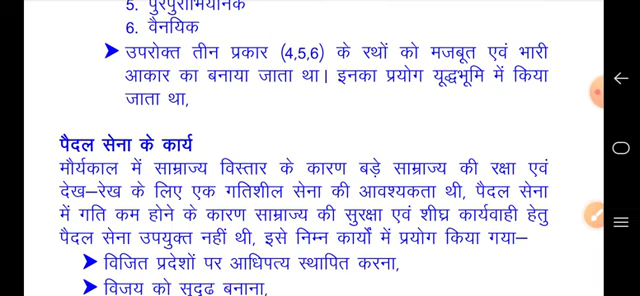 5. पुरपुराभियानिक
6. वैनयिक
उपरोक्त तीन प्रकार (4,5,6) के रथों को मजबूत एवं भारी
आकार का बनाया जाता था। इनका प्रयोग यूद्धभूमि में किया
जाता था,
पैदल सेना के कार्य
मौर्यकाल में साम्राज्य विस्तार के कारण बड़े साम्राज्य की रक्षा एवं
देख–रेख के लिए एक गतिशील सेना की आवश्यकता थी, पैदल सेना
में गति कम होने के कारण साम्राज्य की सुरक्षा एवं शीघ्र कार्यवाही हेतु
पैदल सेना उपयुक्त नहीं थी, इसे निम्न कार्यों में प्रयोग किया गया–
विजित प्रदेशों पर आधिपत्य स्थापित करना,
विजय को सुदृढ बनाना,